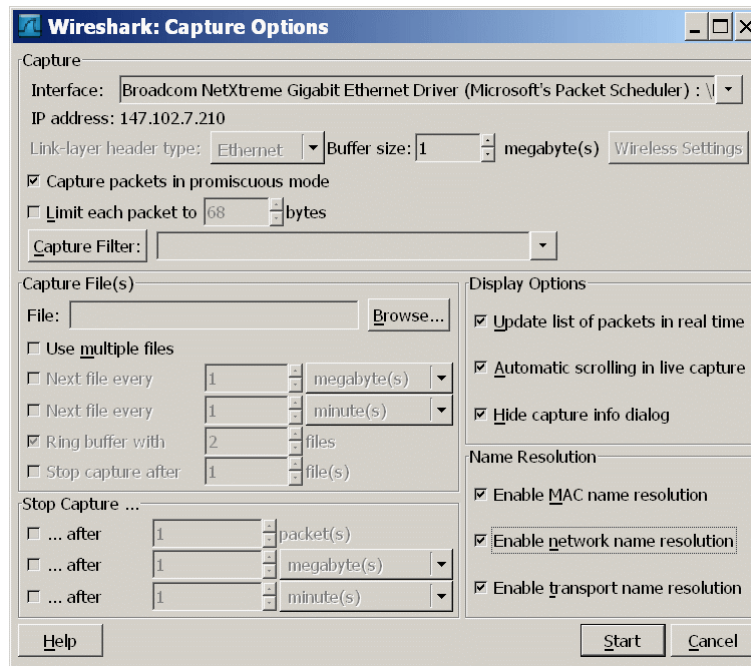 Wireshark: Capture Options
Capture
Interface: Broadcom NetXtreme Gigabit Ethernet Driver (Microsoft's Packet Scheduler) : \
IP address: 147.102.7.210
Link-layer header type: Ethernet Buffer size: 1 megabyte(s) Wireless Settings
Capture packets in promiscuous mode
Limit each packet to 68 bytes
Capture Filter:
Capture File(s)
File: Browse...
Use multiple files
Next file every 1 megabyte(s)
Next file every 1 minute(s)
Ring buffer with 2 files
Stop capture after 1 file(s)
Stop Capture ...
... after 1 packet(s)
... after 1 megabyte(s)
... after 1 minute(s)
Display Options
Update list of packets in real time
Automatic scrolling in live capture
Hide capture info dialog
Name Resolution
Enable MAC name resolution
Enable network name resolution
Enable transport name resolution
Help Start Cancel